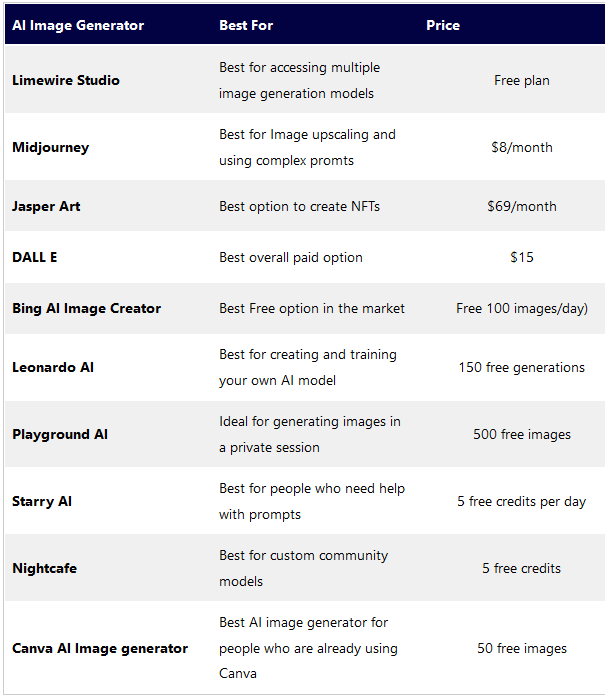 AI Image Generator Best For Price
Limewire Studio Best for accessing multiple Free plan
image generation models
Midjourney Best for Image upscaling and $8/month
using complex promts
Jasper Art Best option to create NFTs $69/month
DALL E Best overall paid option $15
Bing AI Image Creator Best Free option in the market Free 100 images/day)
Leonardo AI Best for creating and training 150 free generations
your own AI model
Playground AI Ideal for generating images in 500 free images
a private session
Starry AI Best for people who need help 5 free credits per day
with prompts
Nightcafe Best for custom community 5 free credits
models
Best AI image generator for
Canva AI Image generator people who are already using 50 free images
Canva